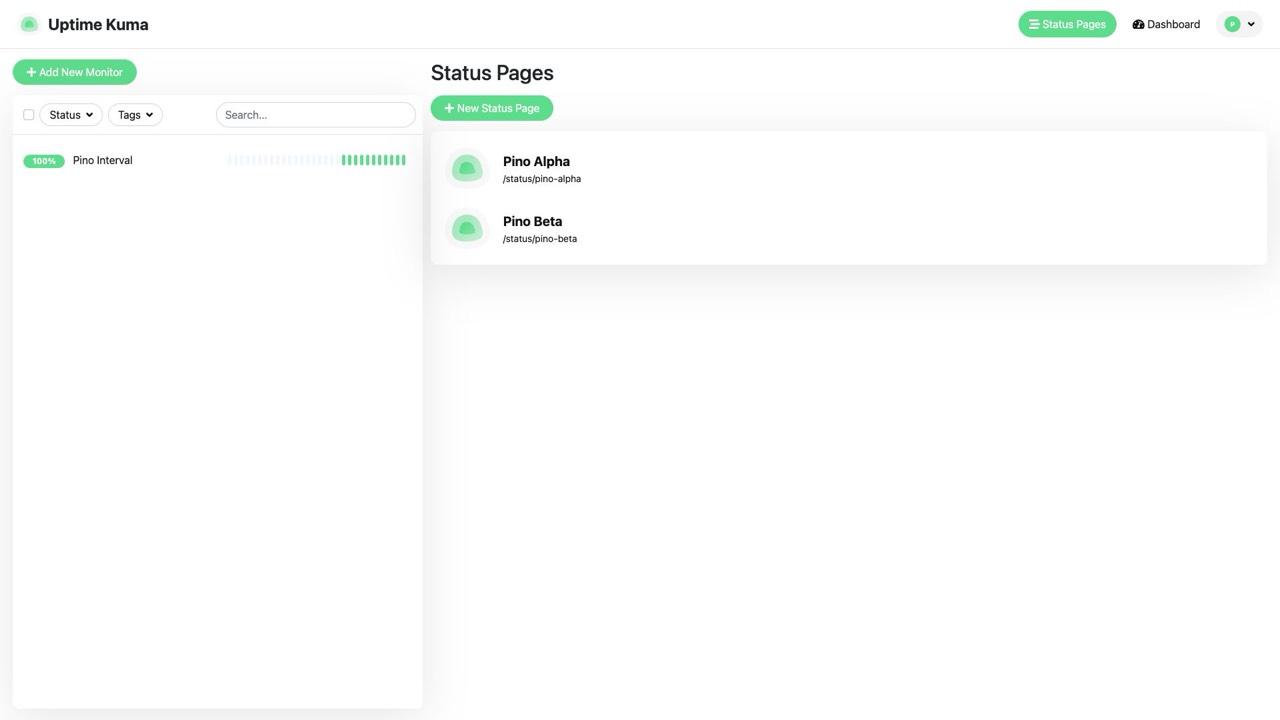 Uptime Kuma
Status Pages
Dashboard
P
Add New Monitor
Status
Tags
Search...
100%
Pino Interval
Status Pages
New Status Page
Pino Alpha
/status/pino-alpha
Pino Beta
/status/pino-beta